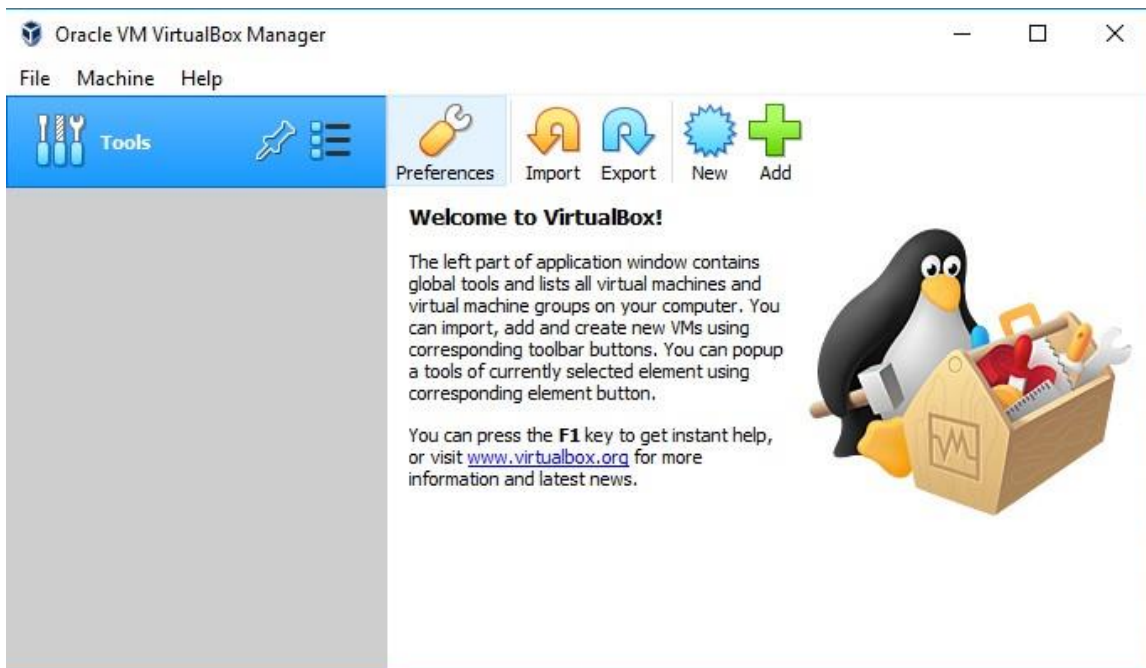 Oracle VM VirtualBox Manager
File Machine Help
Tools
Preferences Import Export New Add
Welcome to VirtualBox!
The left part of application window contains
global tools and lists all virtual machines and
virtual machine groups on your computer. You
can import, add and create new VMs using
corresponding toolbar buttons. You can popup
a tools of currently selected element using
corresponding element button.
You can press the F1 key to get instant help,
or visit www.virtualbox.org for more
information and latest news.